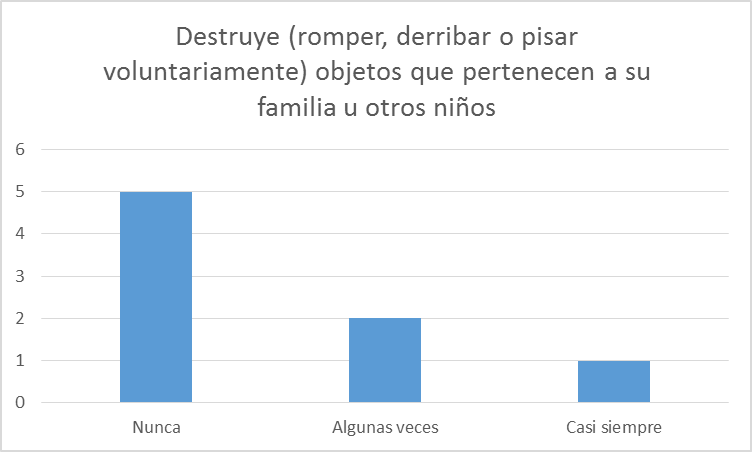 Destruye (romper, derribar o pisar
voluntariamente) objetos que pertenecen a su
familia u otros niños
6
5
4
3
2
1
0
Nunca
Algunas veces
Casi siempre